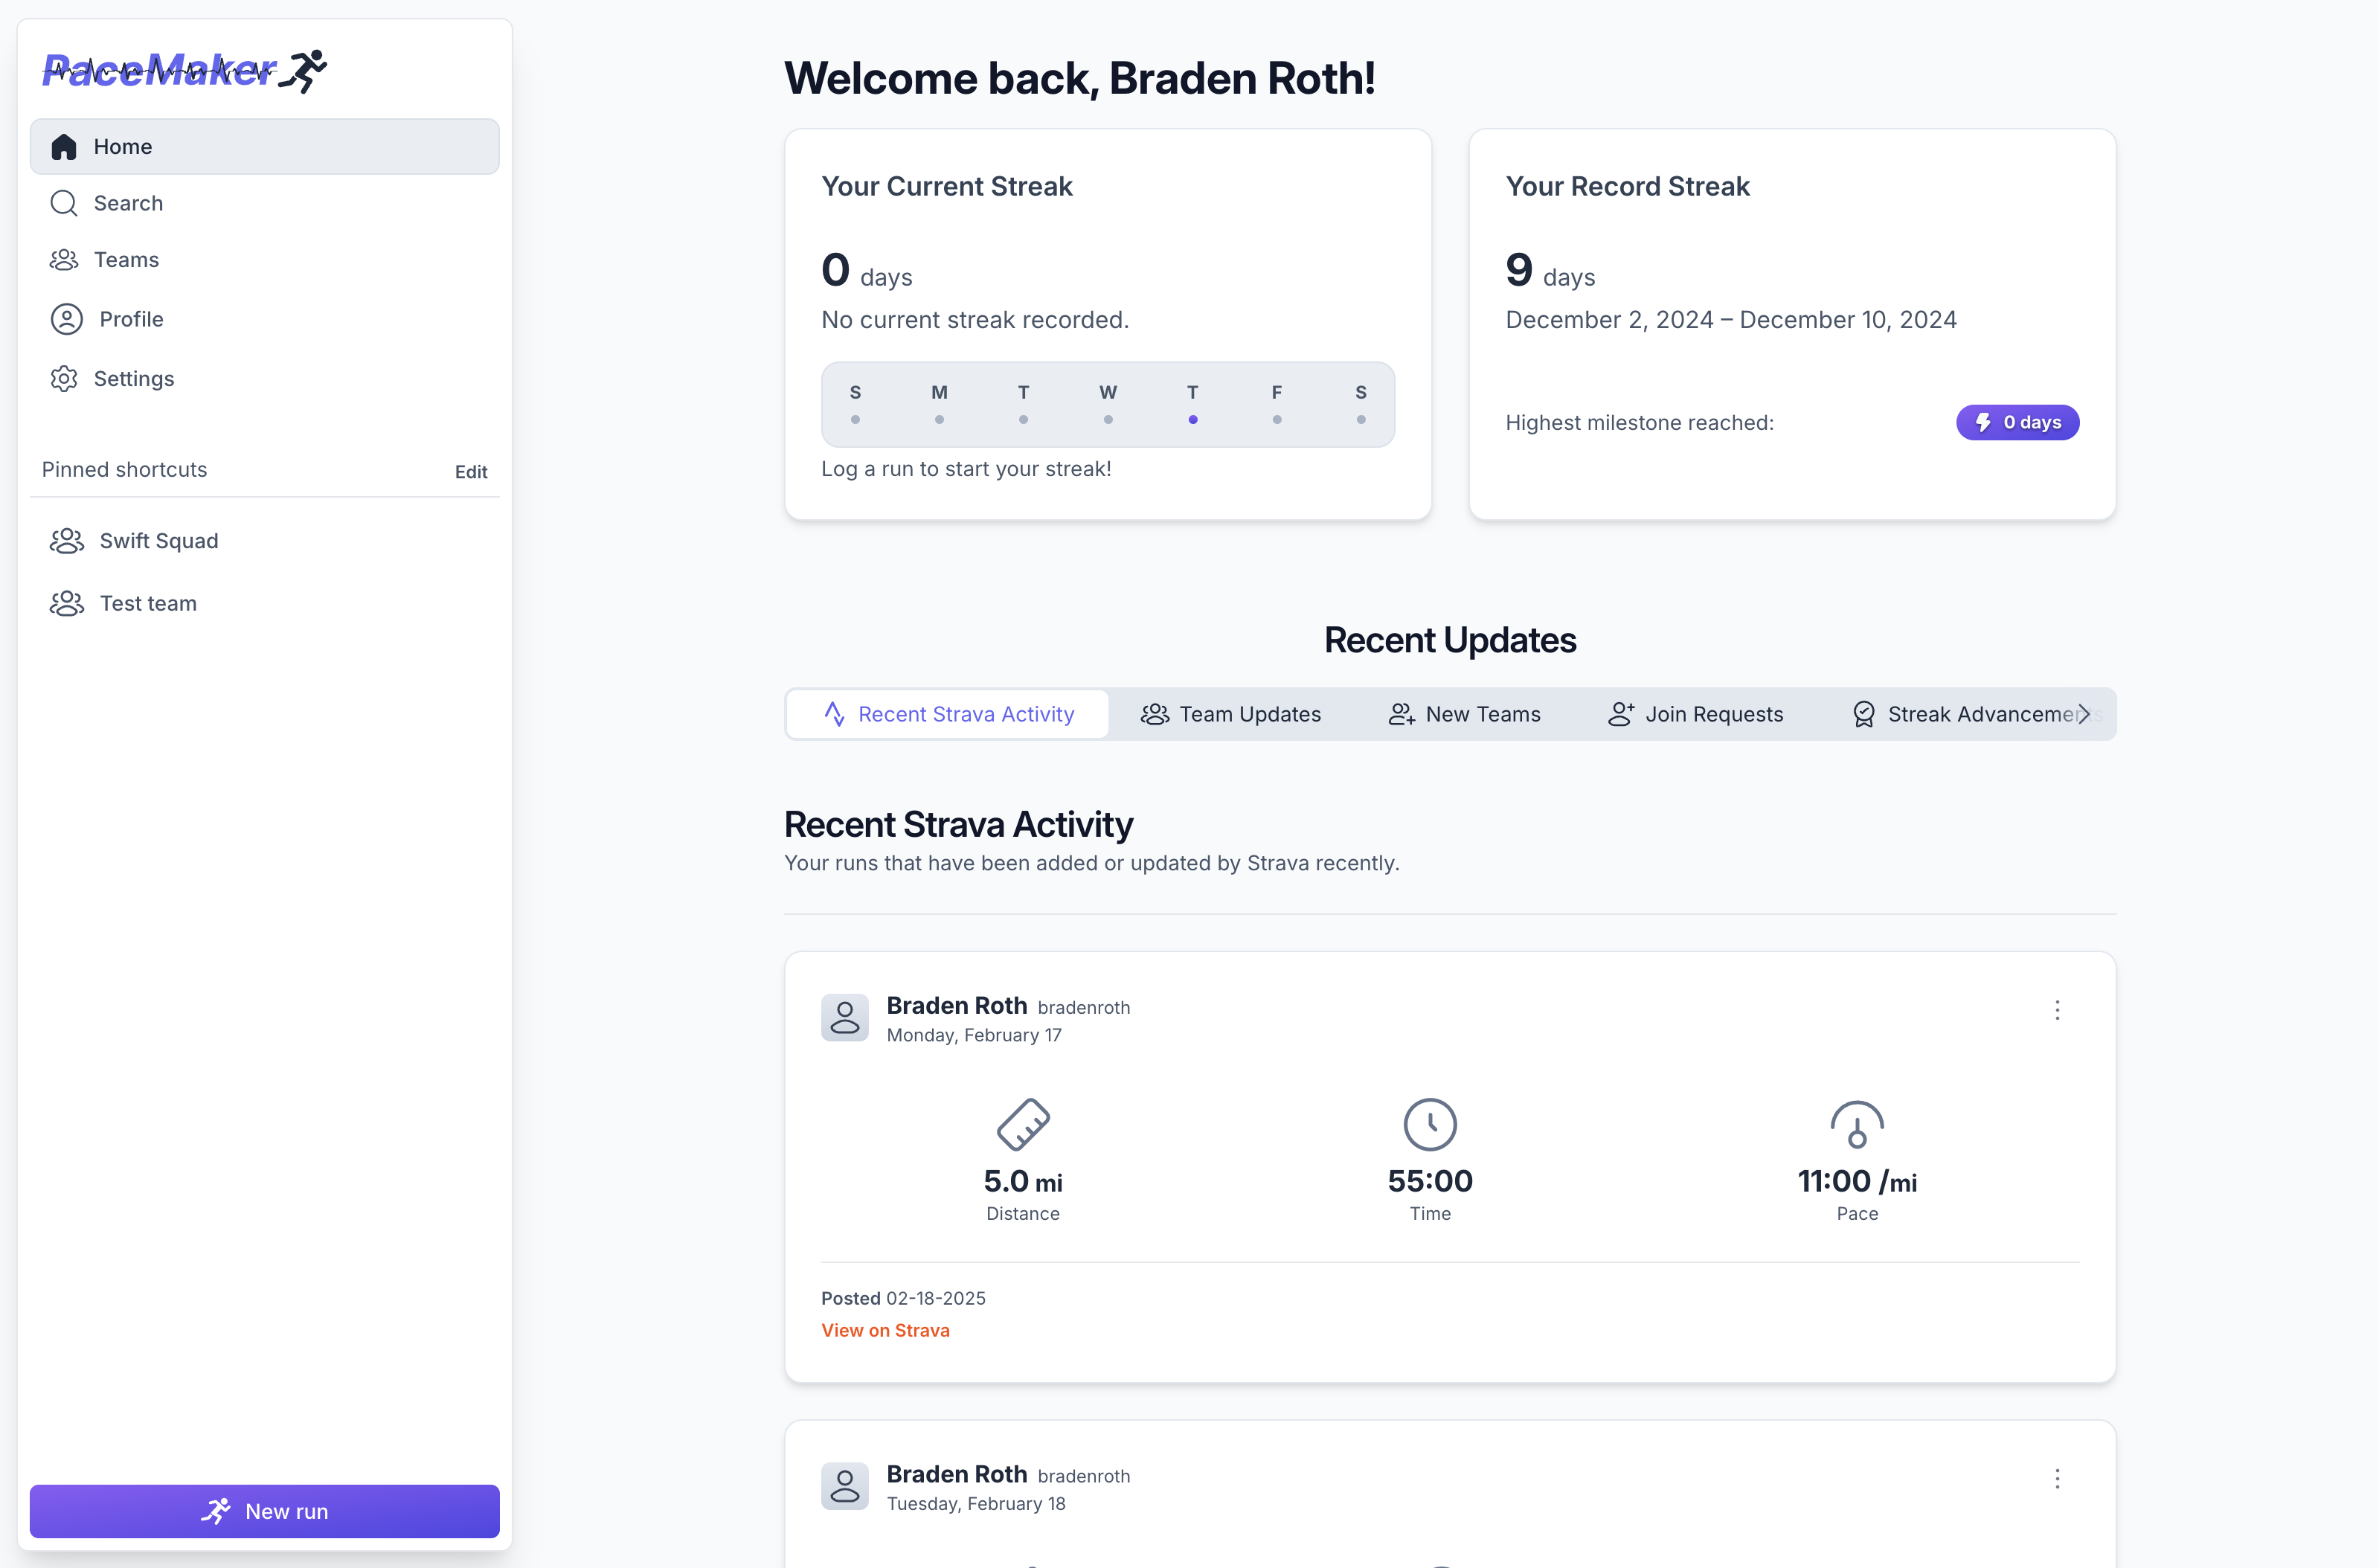 PaceMaker
Home
Search
Teams
Profile
Settings
Pinned shortcuts Edit
Swift Squad
Test team
New run
Welcome back, Braden Roth!
Your Current Streak
0 days
No current streak recorded.
S M T W T F S
Log a run to start your streak!
Your Record Streak
9 days
December 2, 2024 – December 10, 2024
Highest milestone reached: 0 days
Recent Updates
Recent Strava Activity Team Updates New Teams Join Requests Streak Advancements
Recent Strava Activity
Your runs that have been added or updated by Strava recently.
Braden Roth bradenroth
Monday, February 17
5.0 mi 55:00 11:00 /mi
Distance Time Pace
Posted 02-18-2025
View on Strava
Braden Roth bradenroth
Tuesday, February 18